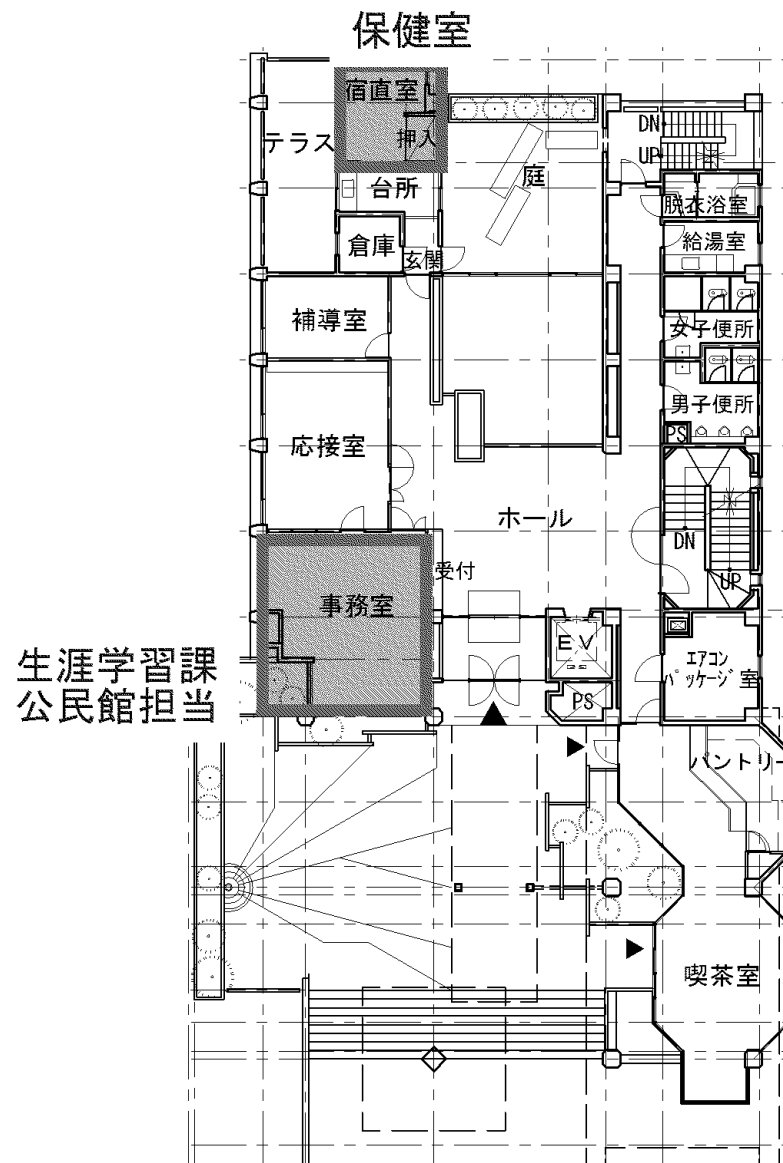 保健室
宿直室
押入
テラス
台所
庭
DN
UP
脱衣浴室
倉庫
玄関
給湯室
補導室
女子便所
男子便所
PS
応接室
ホール
DN
UP
受付
事務室
EV
エアコン
パッケージ室
生涯学習課
公民館担当
PS
パントリー
喫茶室